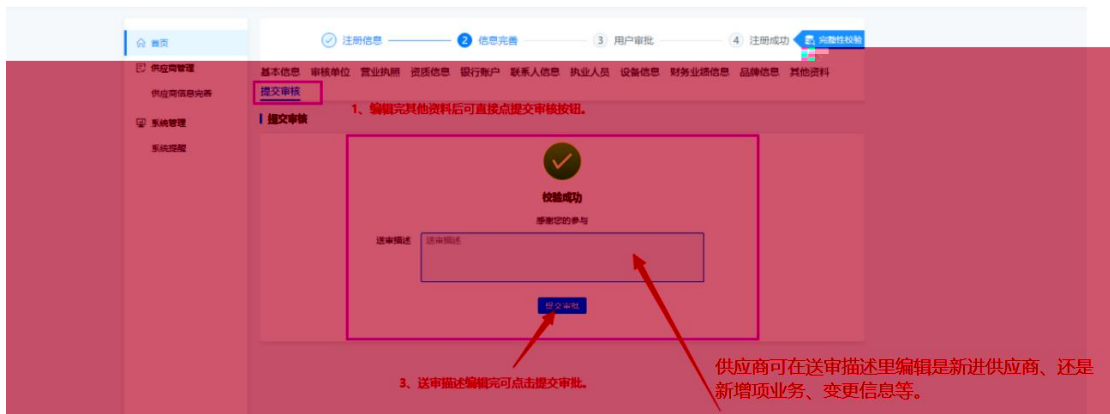 首页
供应商管理
供应商信息完善
系统管理
系统提醒
注册信息 2 信息完善 3 用户审批 4 注册成功 完整性校验
基本信息 审核单位 营业执照 资质信息 银行账户 联系人信息 执业人员 设备信息 财务业绩信息 品牌信息 其他资料
提交审核
1、编辑完其他资料后可直接点提交审核按钮。
提交审核
校验成功
感谢您的参与
送审描述 送审描述
提交审批
3、送审描述编辑完可点击提交审批。
供应商可在送审描述里编辑是新进供应商、还是
新增项业务、变更信息等。